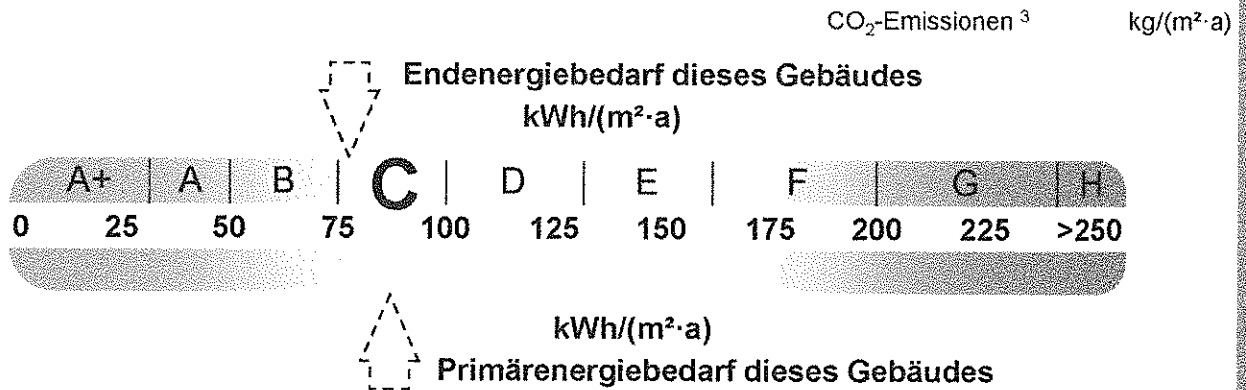 CO₂-Emissionen ³ kg/(m²·a)
Endenergiebedarf dieses Gebäudes
kWh/(m²·a)
A+ A B C D E F G H
0 25 50 75 100 125 150 175 200 225 >250
kWh/(m²·a)
Primärenergiebedarf dieses Gebäudes